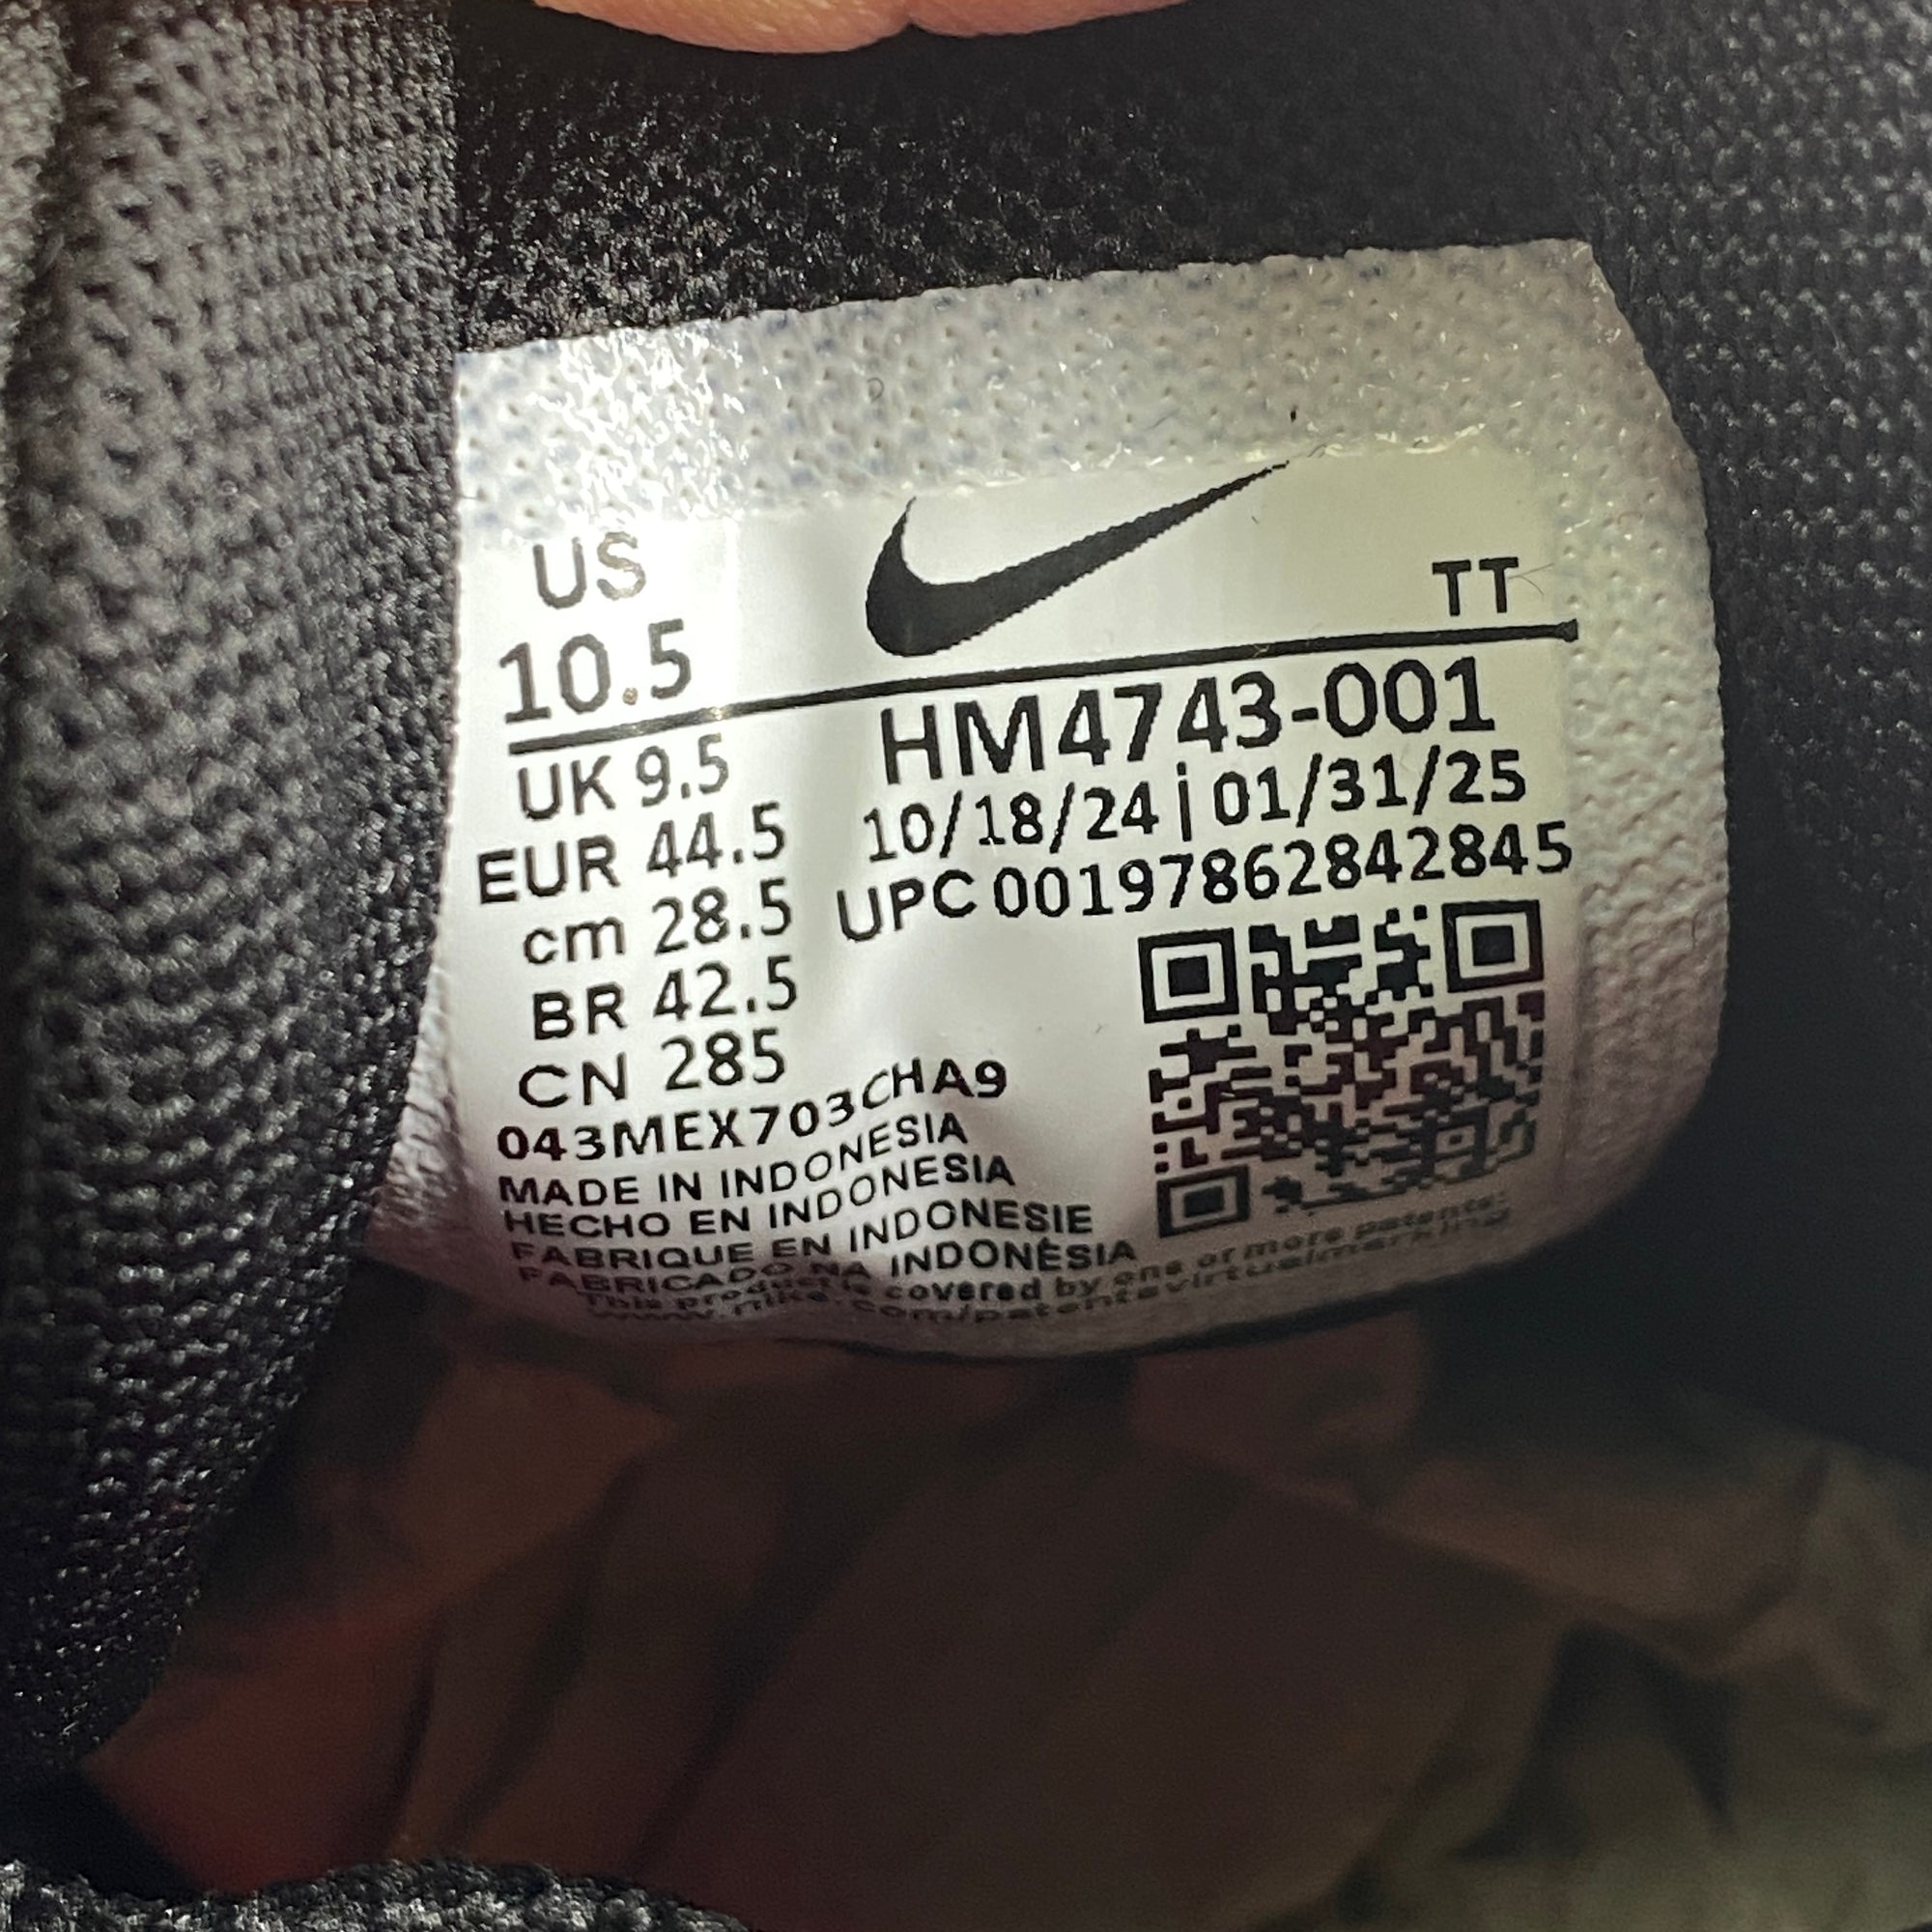 US
10.5
TT
UK 9.5
EUR 44.5
cm 28.5
BR 42.5
CN 285
HM4743-001
10/18/24 | 01/31/25
UPC 00197862842845
043MEX703CHA9
MADE IN INDONESIA
HECHO EN INDONESIA
FABRIQUE EN INDONESIE
FABRICADO NA INDONÉSIA
This product is covered by one or more patents:
www.nike.com/patentsvirtualmarking